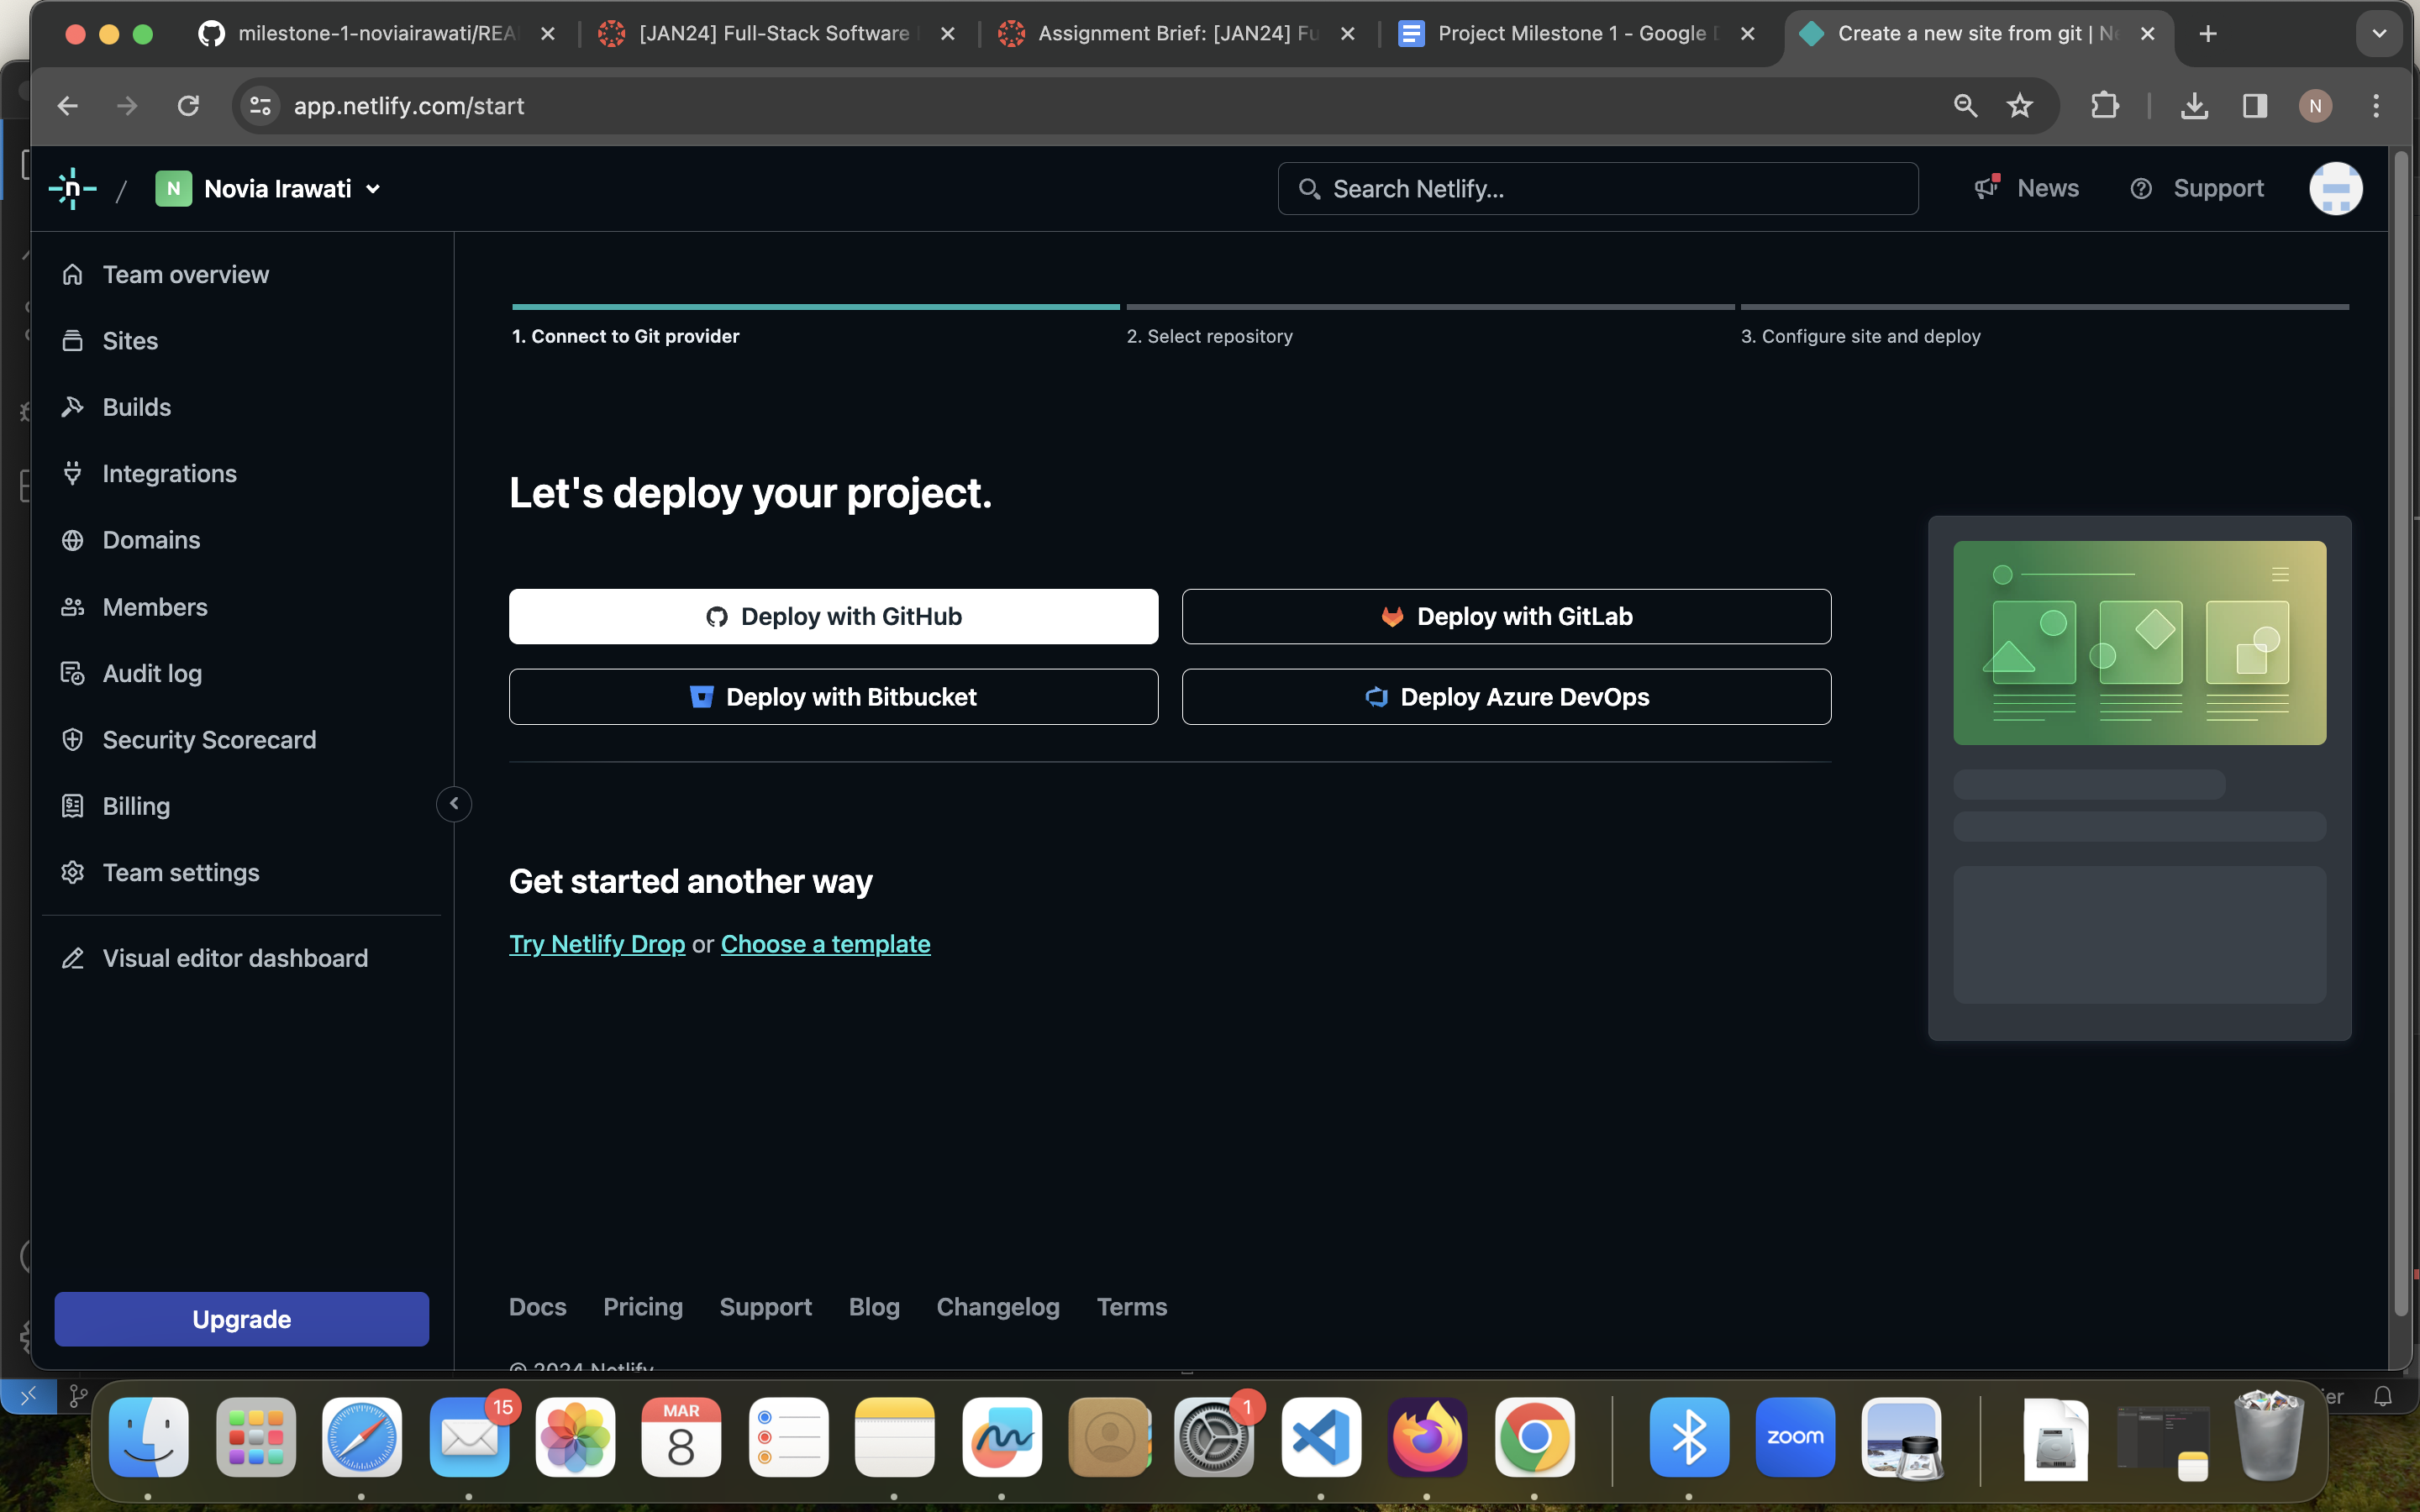 milestone-1-noviairawati/REA
[JAN24] Full-Stack Software
Assignment Brief: [JAN24] Fu
Project Milestone 1 - Google D
Create a new site from git | Ne
app.netlify.com/start
N
n
/
N
Novia Irawati
Search Netlify...
News
Support
Team overview
Sites
Builds
Integrations
Domains
Members
Audit log
Security Scorecard
Billing
Team settings
Visual editor dashboard
Upgrade
1. Connect to Git provider
2. Select repository
3. Configure site and deploy
Let's deploy your project.
Deploy with GitHub
Deploy with GitLab
Deploy with Bitbucket
Deploy Azure DevOps
Get started another way
Try Netlify Drop or Choose a template
Docs
Pricing
Support
Blog
Changelog
Terms
© 2024 Netlify
15
MAR
8
1
zoom